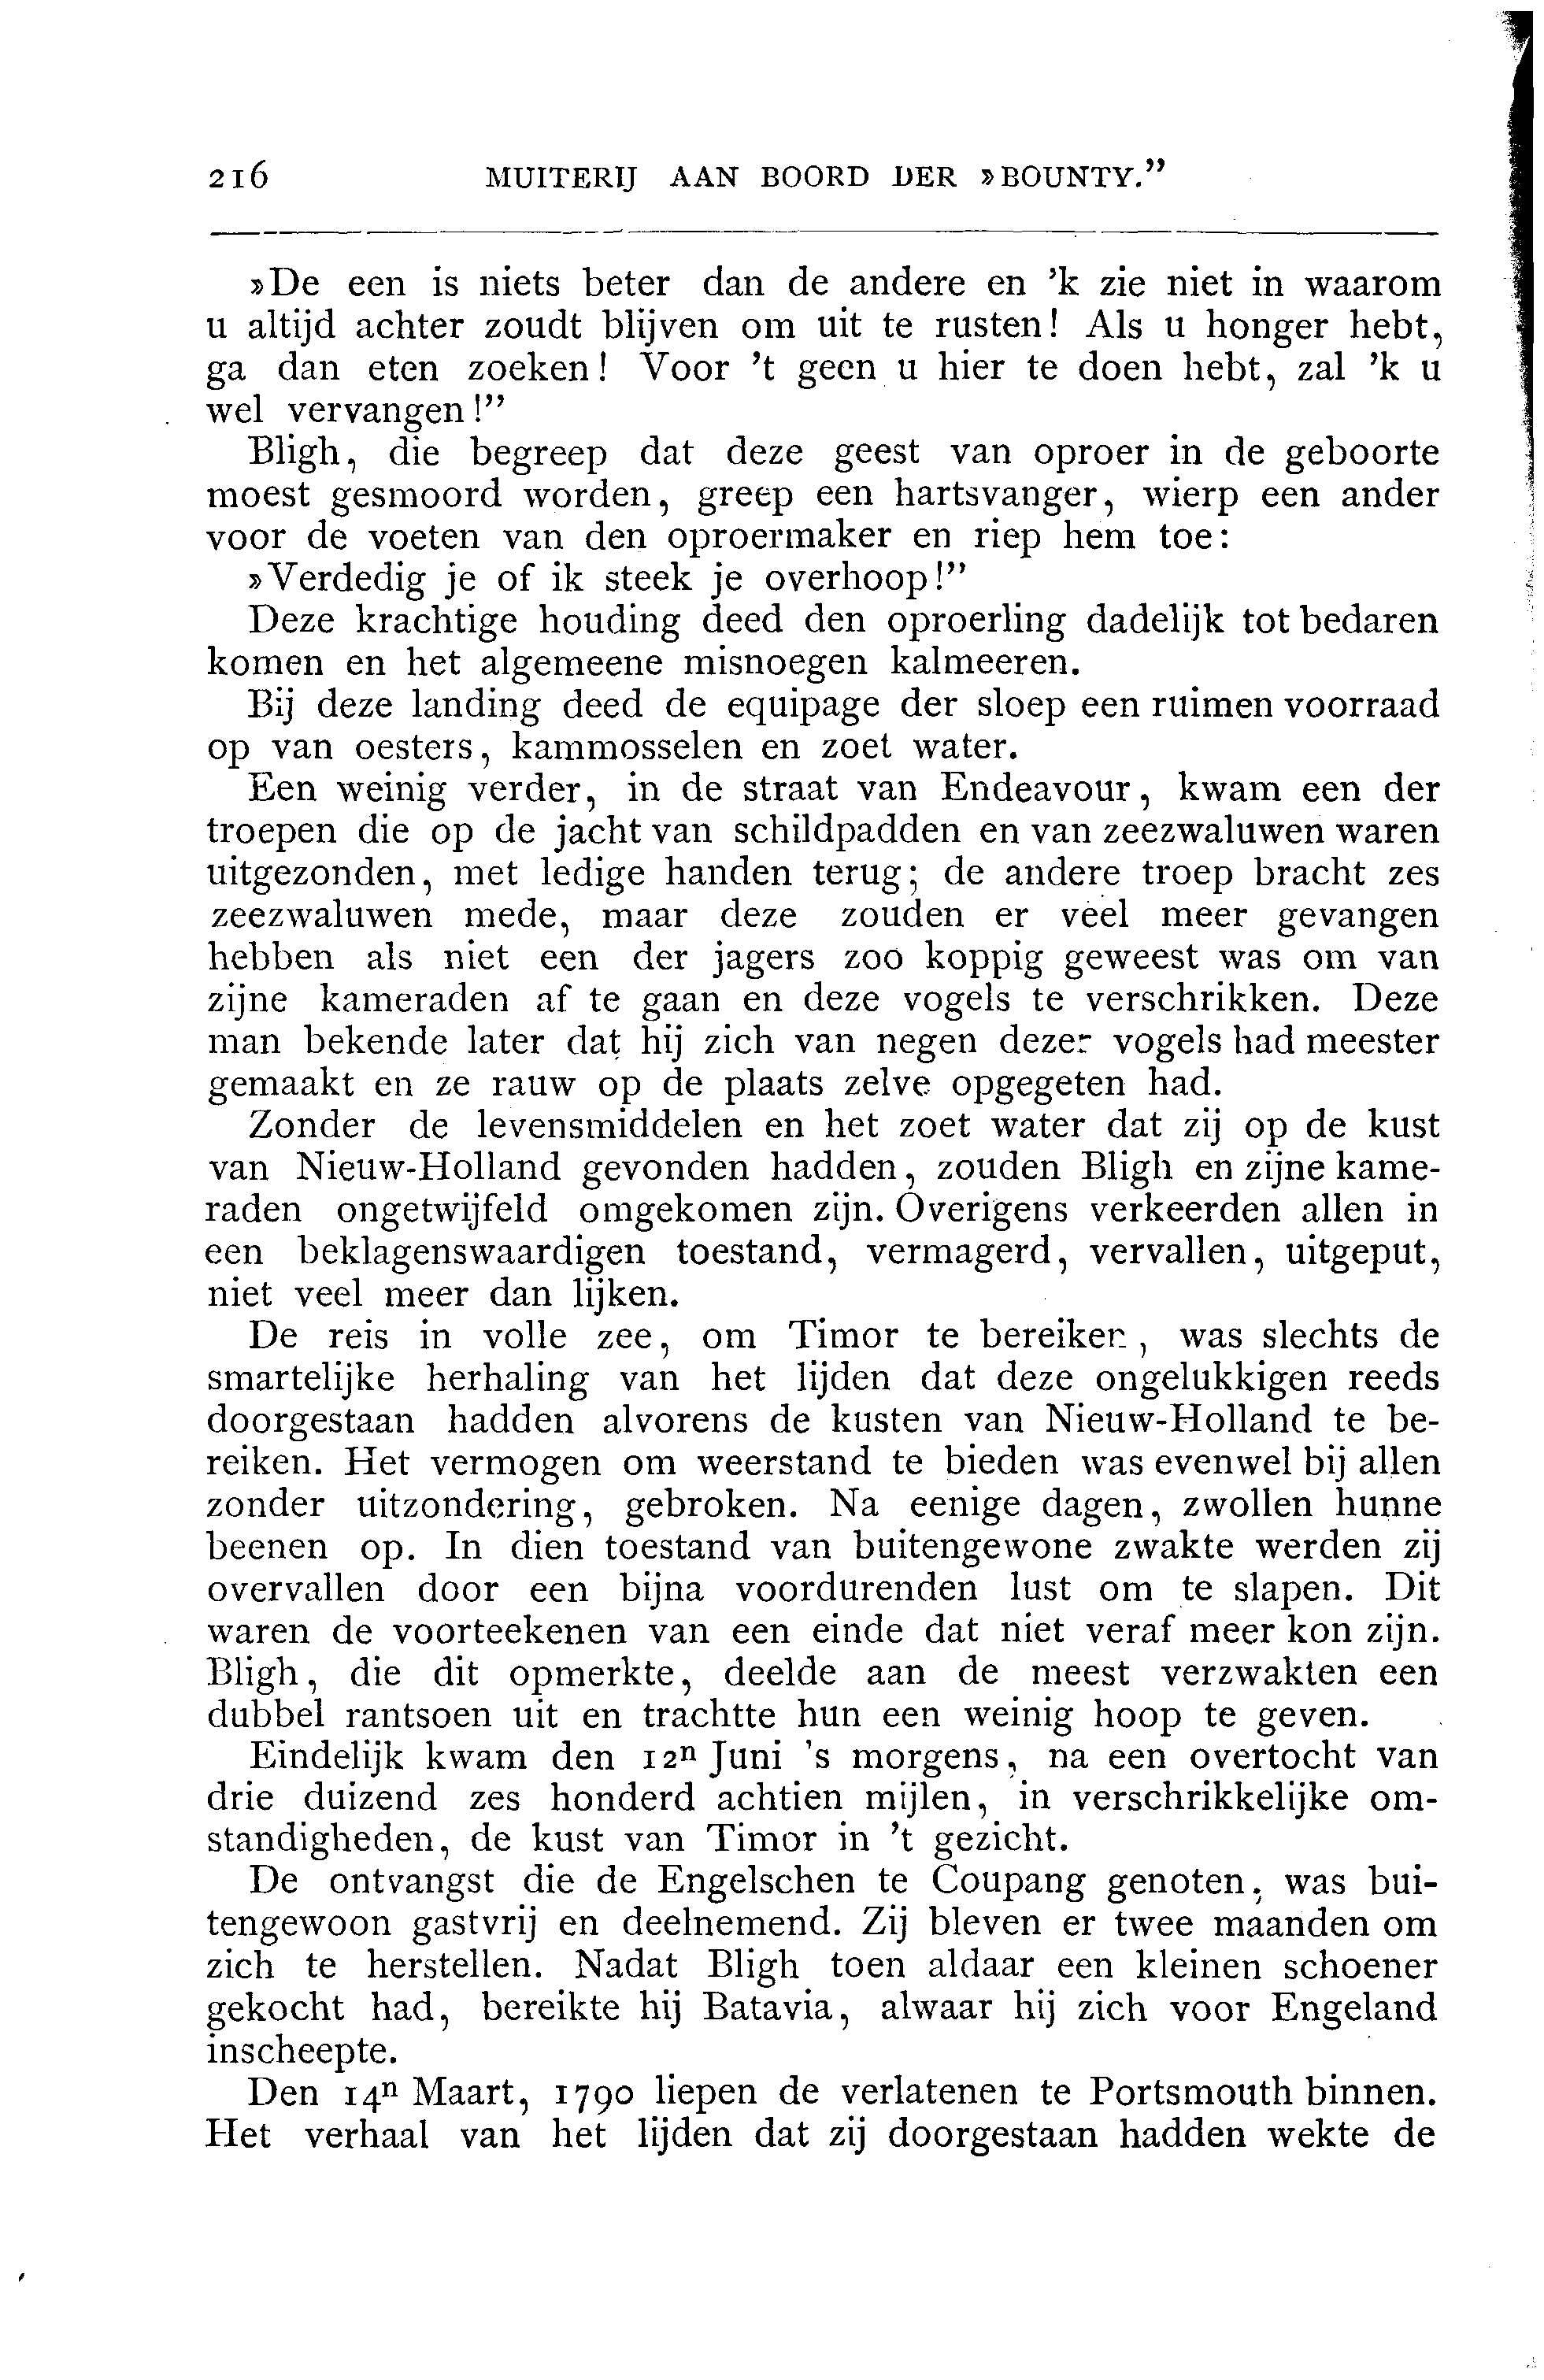 216 MUITERIJ AAN BOORD DER »BOUNTY.”
»De een is niets beter dan de andere en ’k zie niet in waarom
u altijd achter zoudt blijven om uit te rusten! Als u honger hebt,
ga dan eten zoeken! Voor ’t geen u hier te doen hebt, zal ’k u
wel vervangen!”
Bligh, die begreep dat deze geest van oproer in de geboorte
moest gesmoord worden, greep een hartsvanger, wierp een ander
voor de voeten van den oproermaker en riep hem toe:
»Verdedig je of ik steek je overhoop!”
Deze krachtige houding deed den oproerling dadelijk tot bedaren
komen en het algemeene misnoegen kalmeeren.
Bij deze landing deed de equipage der sloep een ruimen voorraad
op van oesters, kammosselen en zoet water.
Een weinig verder, in de straat van Endeavour, kwam een der
troepen die op de jacht van schildpadden en van zeezwaluwen waren
uitgezonden, met ledige handen terug; de andere troep bracht zes
zeezwaluwen mede, maar deze zouden er veel meer gevangen
hebben als niet een der jagers zoo koppig geweest was om van
zijne kameraden af te gaan en deze vogels te verschrikken. Deze
man bekende later dat hij zich van negen dezer vogels had meester
gemaakt en ze rauw op de plaats zelve opgegeten had.
Zonder de levensmiddelen en het zoet water dat zij op de kust
van Nieuw-Holland gevonden hadden, zouden Bligh en zijne kame-
raden ongetwijfeld omgekomen zijn. Overigens verkeerden allen in
een beklagenswaardigen toestand, vermagerd, vervallen, uitgeput,
niet veel meer dan lijken.
De reis in volle zee, om Timor te bereiken, was slechts de
smartelijke herhaling van het lijden dat deze ongelukkigen reeds
doorgestaan hadden alvorens de kusten van Nieuw-Holland te be-
reiken. Het vermogen om weerstand te bieden was evenwel bij allen
zonder uitzondering, gebroken. Na eenige dagen, zwollen hunne
beenen op. In dien toestand van buitengewone zwakte werden zij
overvallen door een bijna voordurenden lust om te slapen. Dit
waren de voorteekenen van een einde dat niet veraf meer kon zijn.
Bligh, die dit opmerkte, deelde aan de meest verzwakten een
dubbel rantsoen uit en trachtte hun een weinig hoop te geven.
Eindelijk kwam den 12ⁿ Juni ’s morgens, na een overtocht van
drie duizend zes honderd achtien mijlen, in verschrikkelijke om-
standigheden, de kust van Timor in ’t gezicht.
De ontvangst die de Engelschen te Coupang genoten, was bui-
tengewoon gastvrij en deelnemend. Zij bleven er twee maanden om
zich te herstellen. Nadat Bligh toen aldaar een kleinen schoener
gekocht had, bereikte hij Batavia, alwaar hij zich voor Engeland
inscheepte.
Den 14ⁿ Maart, 1790 liepen de verlatenen te Portsmouth binnen.
Het verhaal van het lijden dat zij doorgestaan hadden wekte de